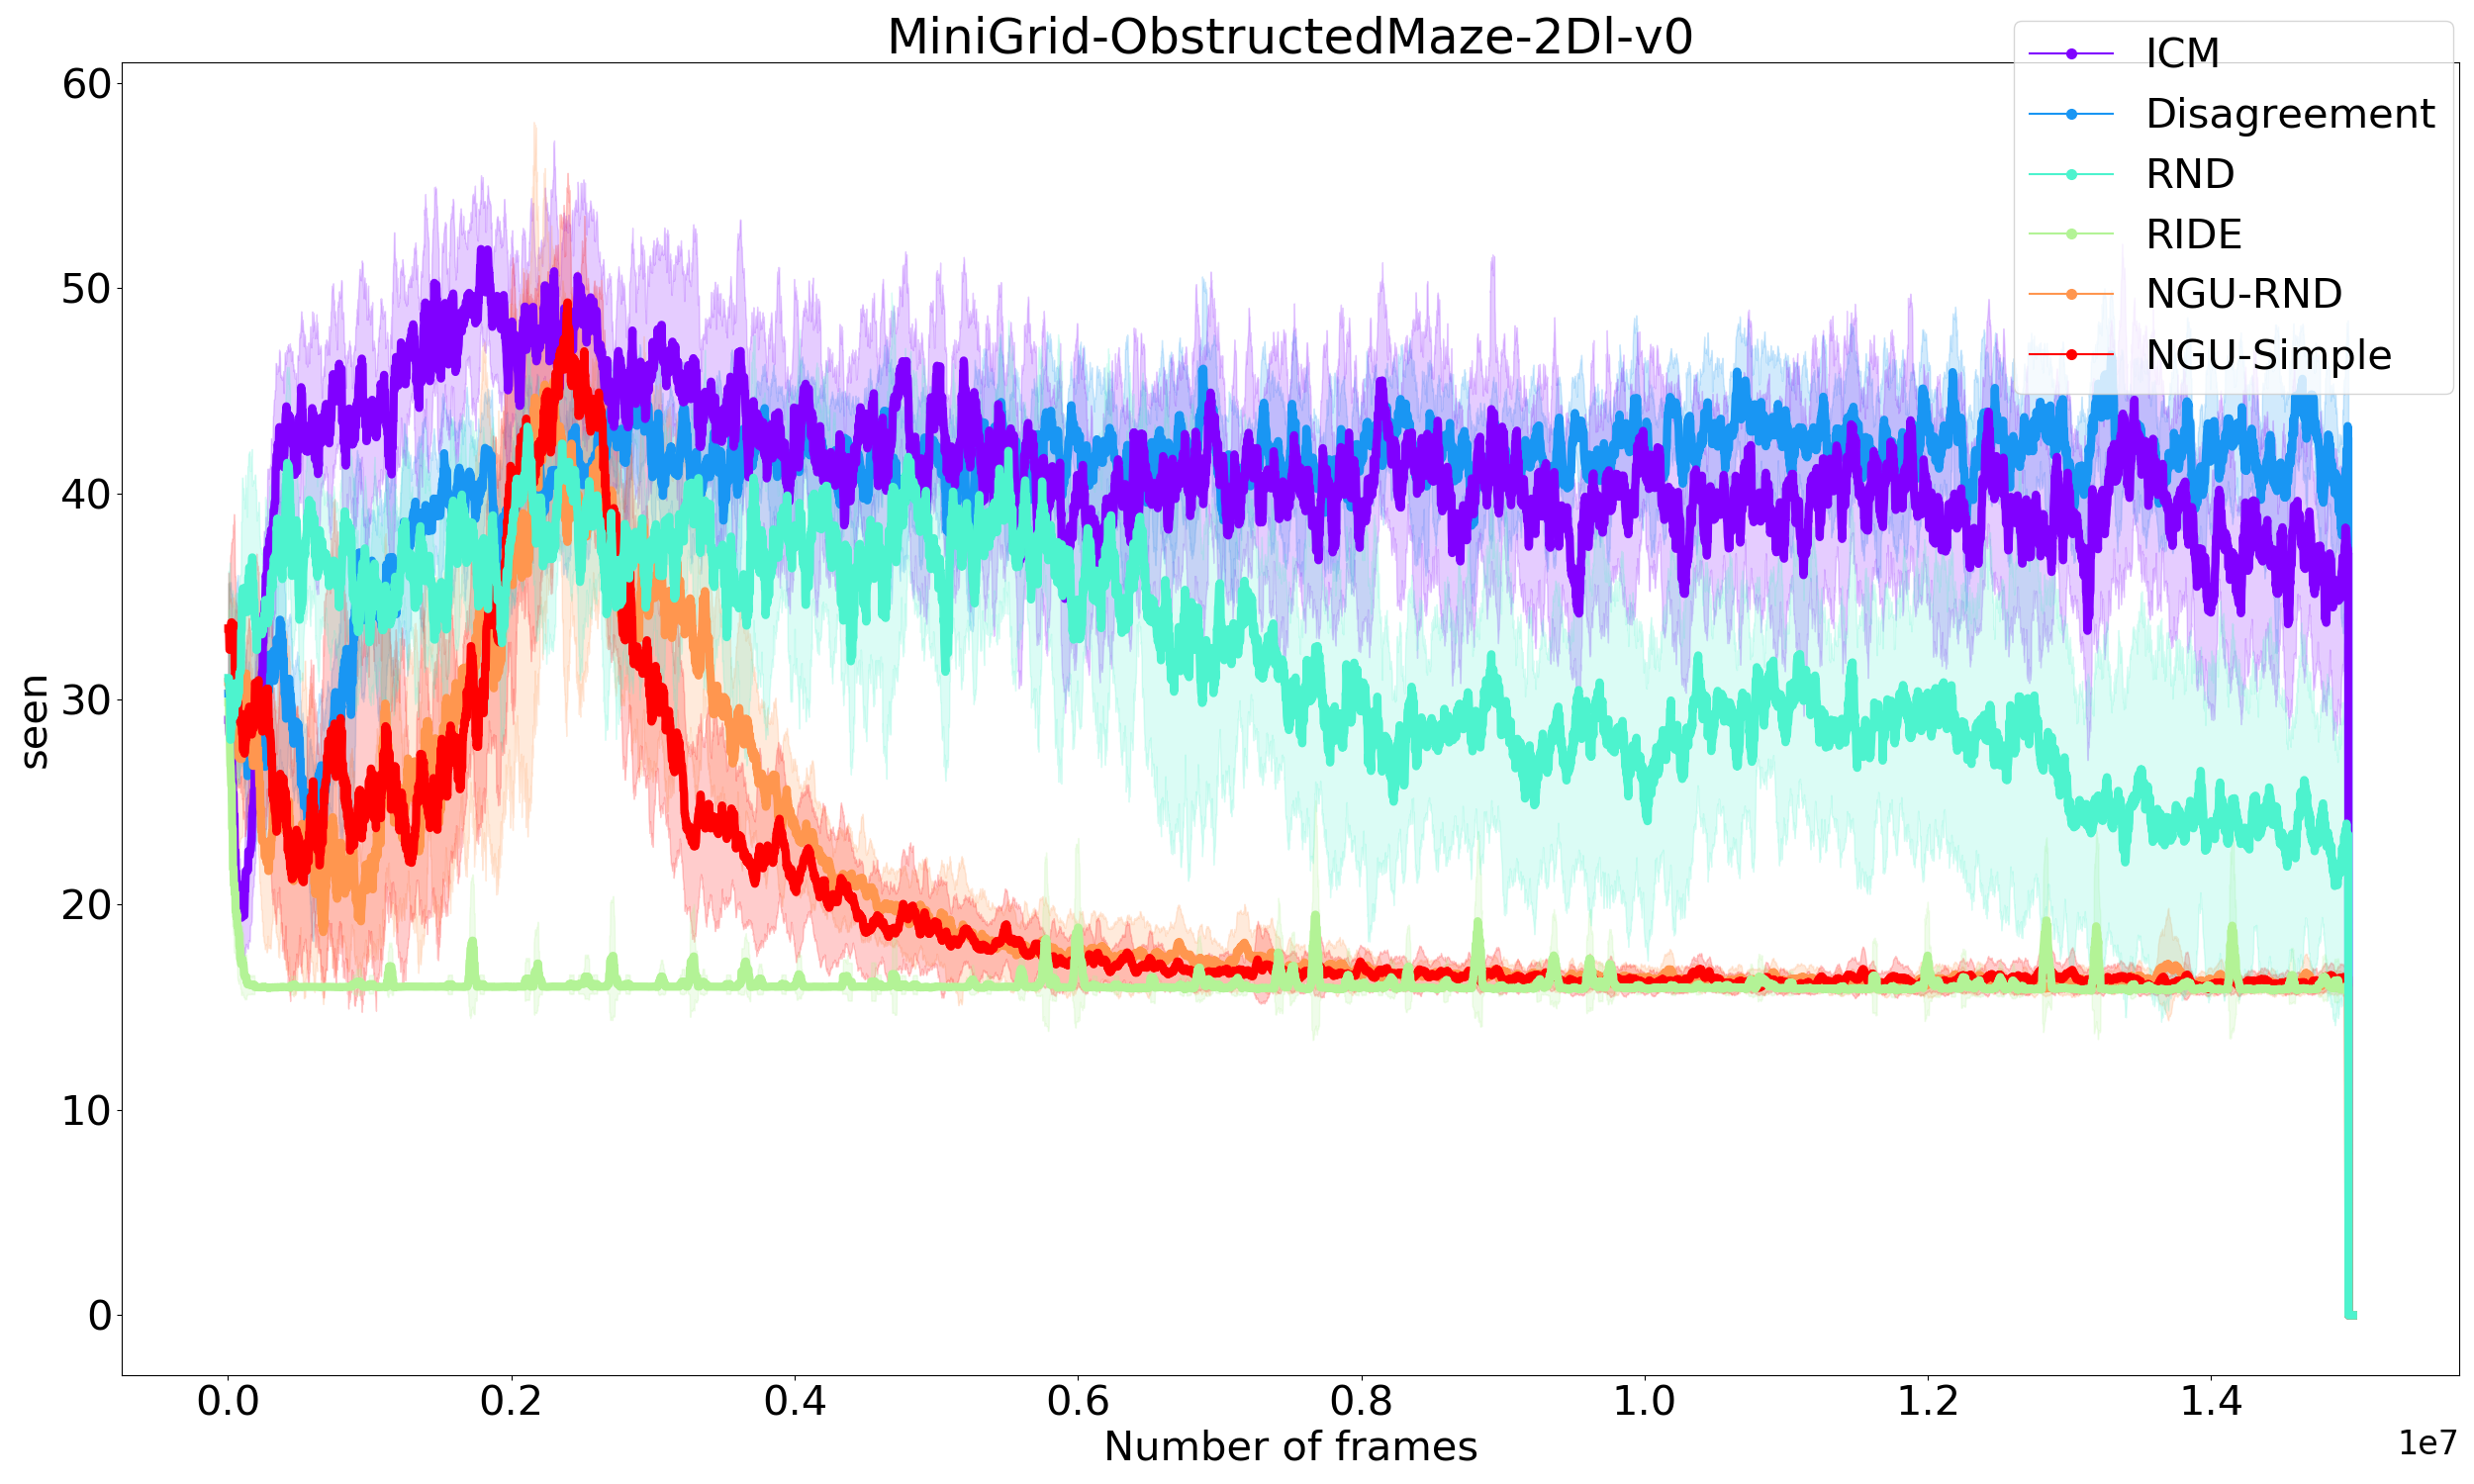 MiniGrid-ObstructedMaze-2Dl-v0
ICM
Disagreement
RND
RIDE
NGU-RND
NGU-Simple
60
50
40
30
20
10
0
seen
0.0 0.2 0.4 0.6 0.8 1.0 1.2 1.4
1e7
Number of frames